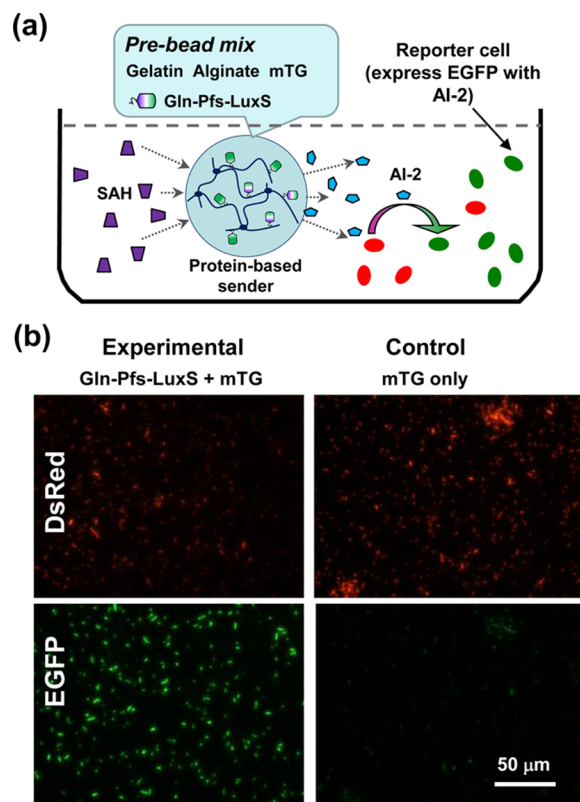 (a)
Pre-bead mix
Gelatin Alginate mTG
Gln-Pfs-LuxS
Reporter cell
(express EGFP with
AI-2)
SAH
AI-2
Protein-based
sender
(b)
Experimental
Control
Gln-Pfs-LuxS + mTG
mTG only
DsRed
EGFP
50 μm